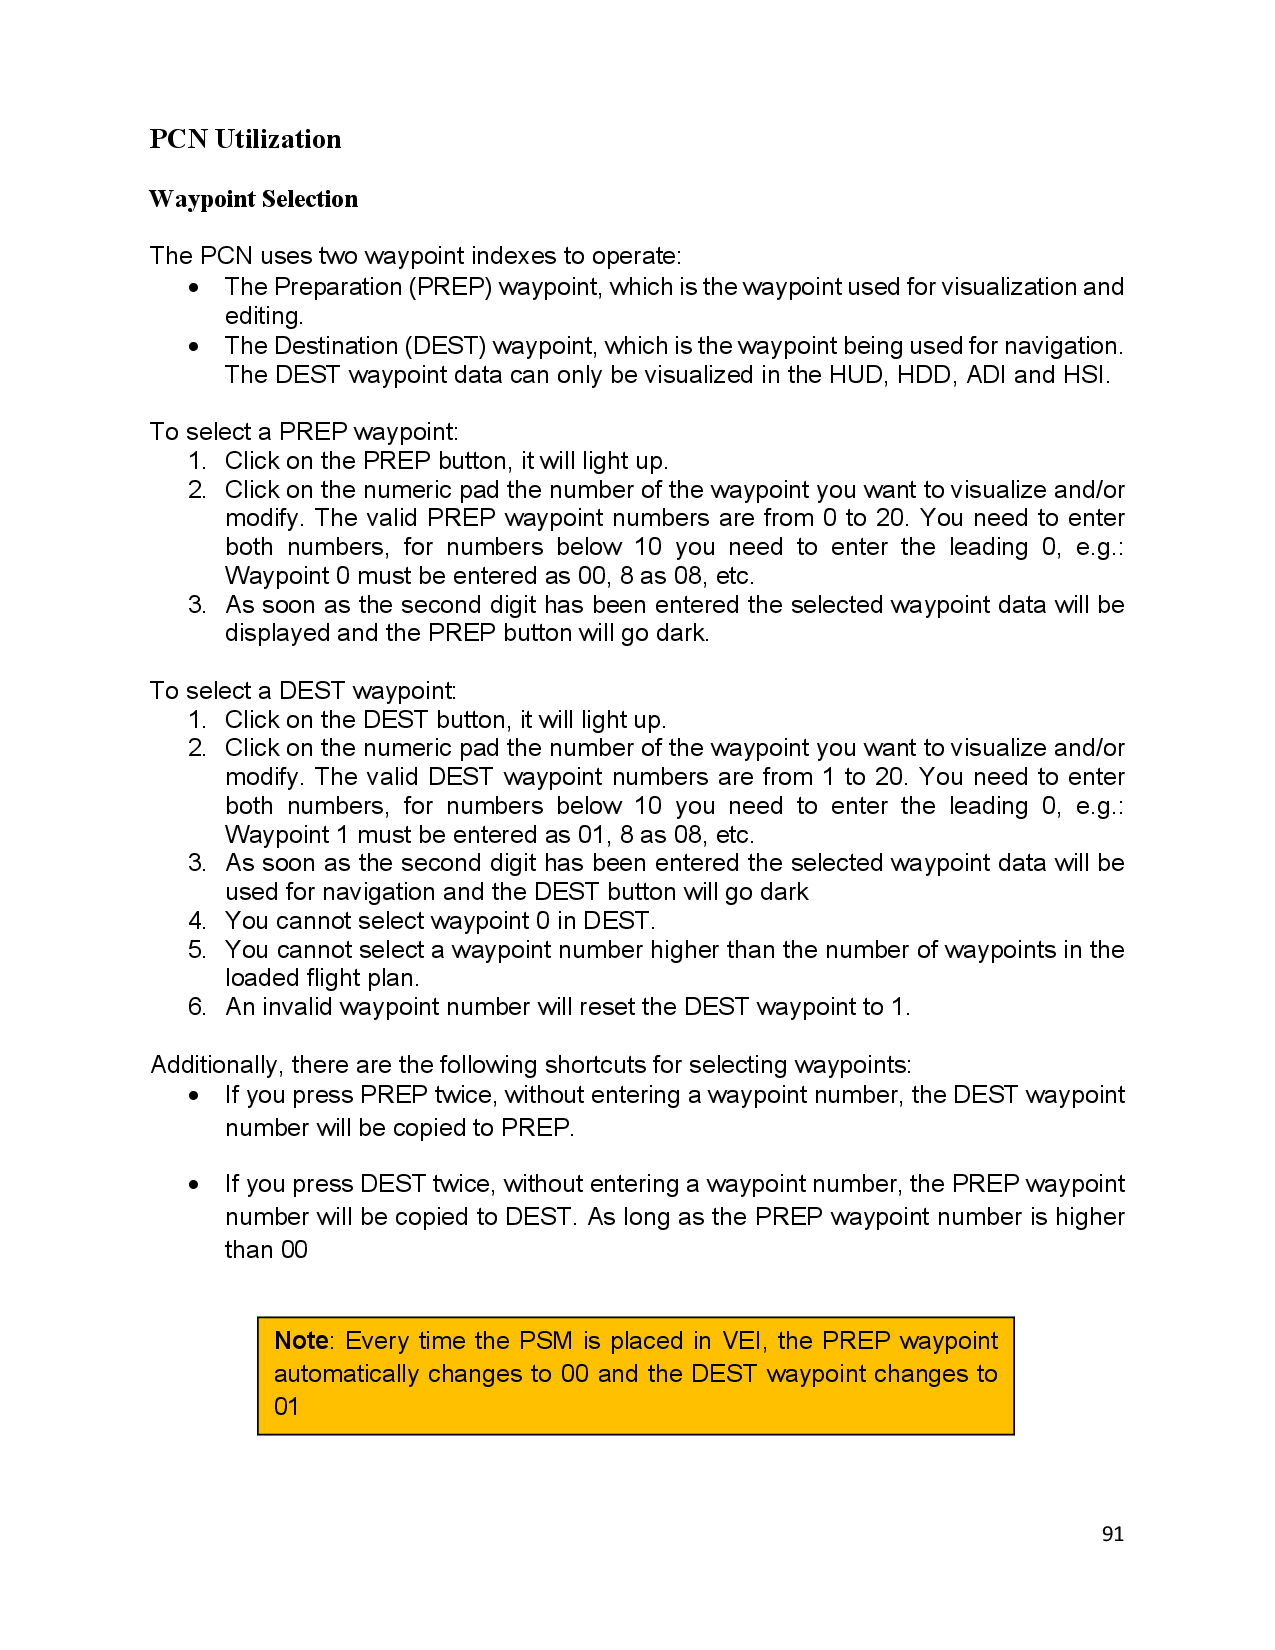 PCN Utilization
Waypoint Selection
The PCN uses two waypoint indexes to operate:
• The Preparation (PREP) waypoint, which is the waypoint used for visualization and
editing.
• The Destination (DEST) waypoint, which is the waypoint being used for navigation.
The DEST waypoint data can only be visualized in the HUD, HDD, ADI and HSI.
To select a PREP waypoint:
1. Click on the PREP button, it will light up.
2. Click on the numeric pad the number of the waypoint you want to visualize and/or
modify. The valid PREP waypoint numbers are from 0 to 20. You need to enter
both numbers, for numbers below 10 you need to enter the leading 0, e.g.:
Waypoint 0 must be entered as 00, 8 as 08, etc.
3. As soon as the second digit has been entered the selected waypoint data will be
displayed and the PREP button will go dark.
To select a DEST waypoint:
1. Click on the DEST button, it will light up.
2. Click on the numeric pad the number of the waypoint you want to visualize and/or
modify. The valid DEST waypoint numbers are from 1 to 20. You need to enter
both numbers, for numbers below 10 you need to enter the leading 0, e.g.:
Waypoint 1 must be entered as 01, 8 as 08, etc.
3. As soon as the second digit has been entered the selected waypoint data will be
used for navigation and the DEST button will go dark
4. You cannot select waypoint 0 in DEST.
5. You cannot select a waypoint number higher than the number of waypoints in the
loaded flight plan.
6. An invalid waypoint number will reset the DEST waypoint to 1.
Additionally, there are the following shortcuts for selecting waypoints:
• If you press PREP twice, without entering a waypoint number, the DEST waypoint
number will be copied to PREP.
• If you press DEST twice, without entering a waypoint number, the PREP waypoint
number will be copied to DEST. As long as the PREP waypoint number is higher
than 00
Note: Every time the PSM is placed in VEI, the PREP waypoint
automatically changes to 00 and the DEST waypoint changes to
01
91